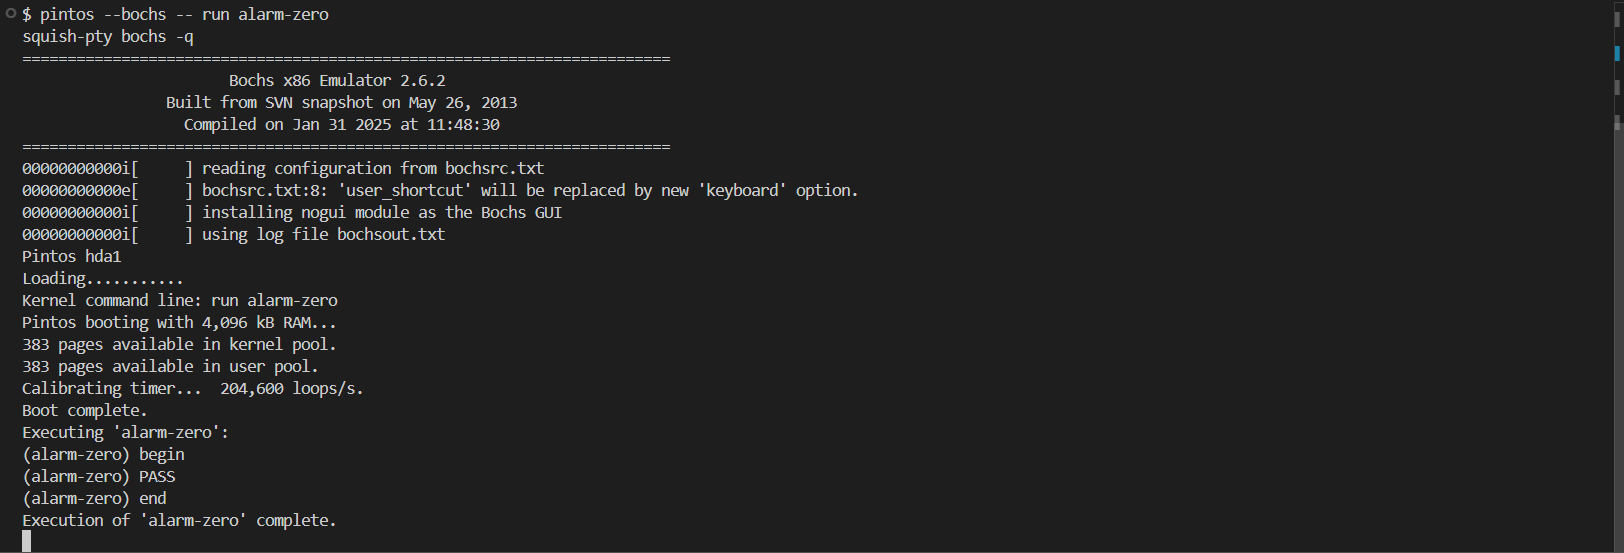 $ pintos --bochs -- run alarm-zero
squish-pty bochs -q
========================================================================
Bochs x86 Emulator 2.6.2
Built from SVN snapshot on May 26, 2013
Compiled on Jan 31 2025 at 11:48:30
========================================================================
00000000000i[     ] reading configuration from bochsrc.txt
00000000000e[     ] bochsrc.txt:8: 'user_shortcut' will be replaced by new 'keyboard' option.
00000000000i[     ] installing nogui module as the Bochs GUI
00000000000i[     ] using log file bochsout.txt
Pintos hda1
Loading...........
Kernel command line: run alarm-zero
Pintos booting with 4,096 kB RAM...
383 pages available in kernel pool.
383 pages available in user pool.
Calibrating timer...  204,600 loops/s.
Boot complete.
Executing 'alarm-zero':
(alarm-zero) begin
(alarm-zero) PASS
(alarm-zero) end
Execution of 'alarm-zero' complete.